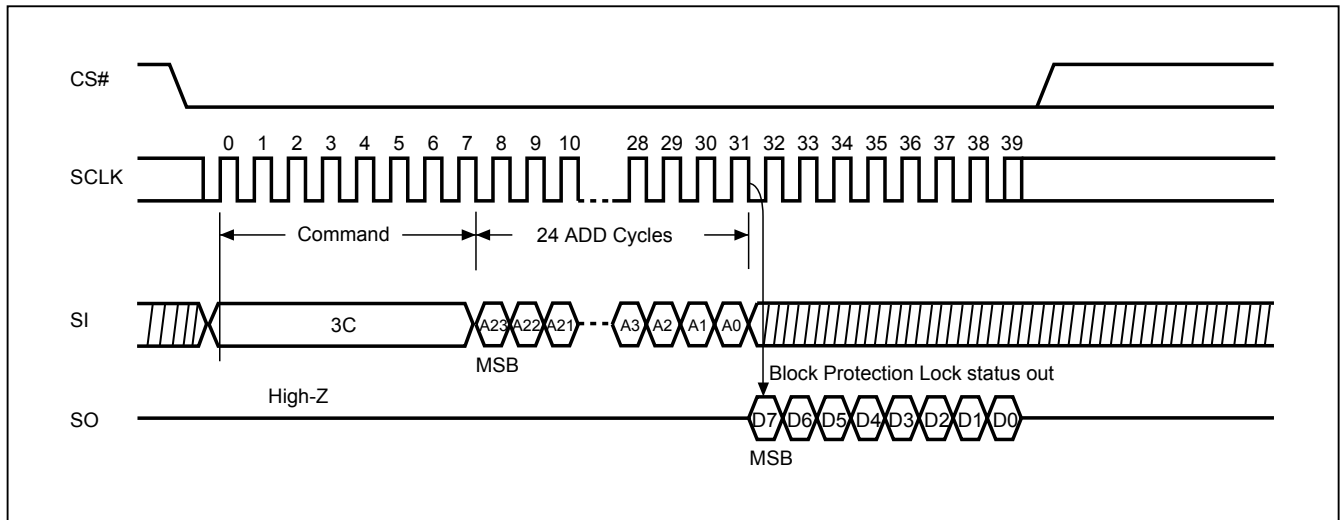 CS#
0 1 2 3 4 5 6 7 8 9 10 28 29 30 31 32 33 34 35 36 37 38 39
SCLK
Command 24 ADD Cycles
SI 3C A23 A22 A21 A3 A2 A1 A0
MSB
Block Protection Lock status out
High-Z
SO D7 D6 D5 D4 D3 D2 D1 D0
MSB